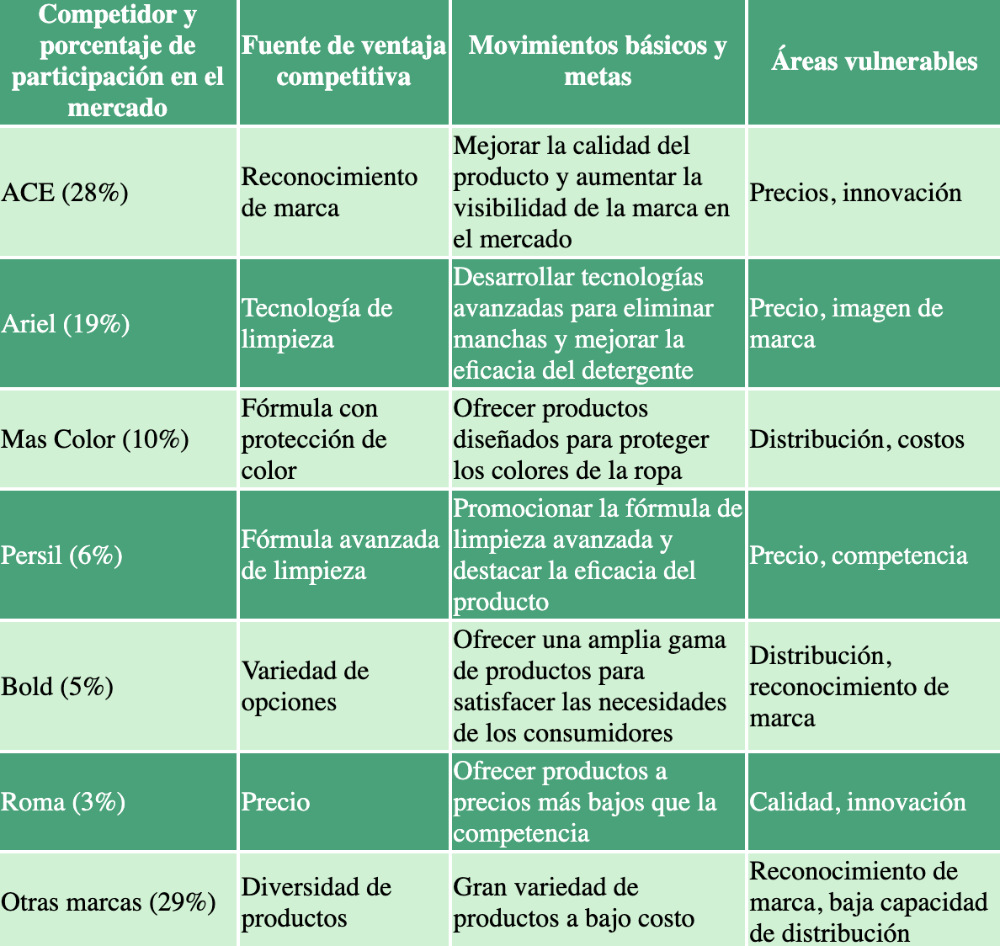 Competidor y
porcentaje de
participación en el
mercado
Fuente de ventaja
competitiva
Movimientos básicos y
metas
Áreas vulnerables
ACE (28%)
Reconocimiento
de marca
Mejorar la calidad del
producto y aumentar la
visibilidad de la marca en
el mercado
Precios, innovación
Ariel (19%)
Tecnología de
limpieza
Desarrollar tecnologías
avanzadas para eliminar
manchas y mejorar la
eficacia del detergente
Precio, imagen de
marca
Mas Color (10%)
Fórmula con
protección de
color
Ofrecer productos
diseñados para proteger
los colores de la ropa
Distribución, costos
Persil (6%)
Fórmula avanzada
de limpieza
Promocionar la fórmula de
limpieza avanzada y
destacar la eficacia del
producto
Precio, competencia
Bold (5%)
Variedad de
opciones
Ofrecer una amplia gama
de productos para
satisfacer las necesidades
de los consumidores
Distribución,
reconocimiento de
marca
Roma (3%)
Precio
Ofrecer productos a
precios más bajos que la
competencia
Calidad, innovación
Otras marcas (29%)
Diversidad de
productos
Gran variedad de
productos a bajo costo
Reconocimiento de
marca, baja capacidad
de distribución